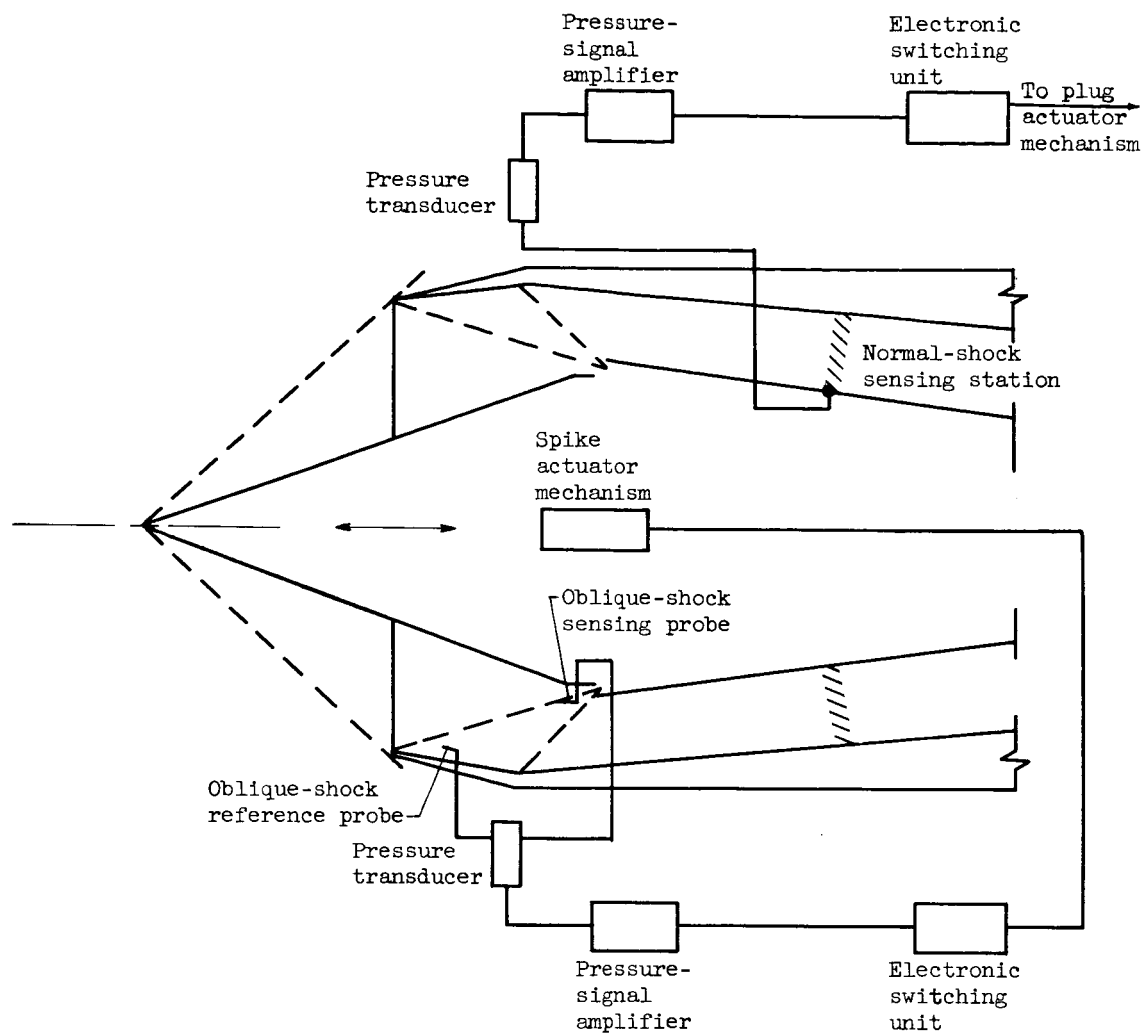 Pressure-
signal
amplifier
Electronic
switching
unit
To plug
actuator
mechanism
Pressure
transducer
Normal-shock
sensing station
Spike
actuator
mechanism
Oblique-shock
sensing probe
Oblique-shock
reference probe
Pressure
transducer
Pressure-
signal
amplifier
Electronic
switching
unit